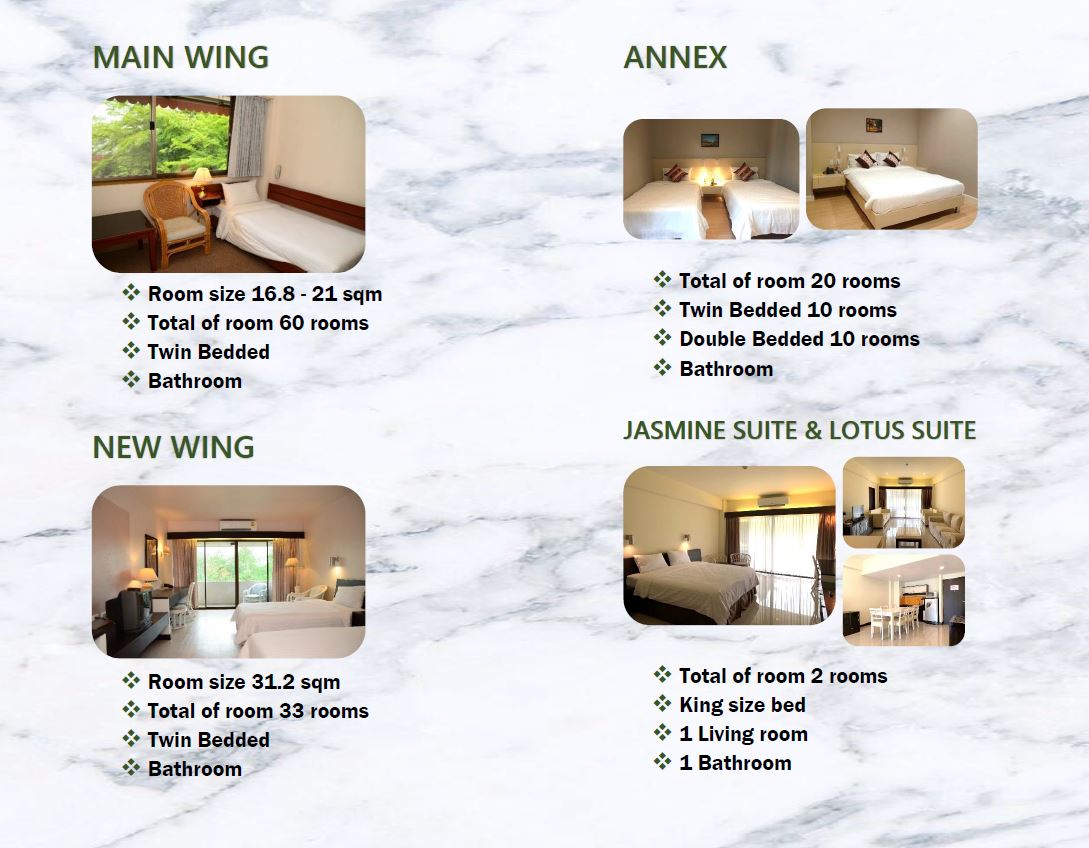 MAIN WING
❖ Room size 16.8 - 21 sqm
❖ Total of room 60 rooms
❖ Twin Bedded
❖ Bathroom
NEW WING
❖ Room size 31.2 sqm
❖ Total of room 33 rooms
❖ Twin Bedded
❖ Bathroom
ANNEX
❖ Total of room 20 rooms
❖ Twin Bedded 10 rooms
❖ Double Bedded 10 rooms
❖ Bathroom
JASMINE SUITE & LOTUS SUITE
❖ Total of room 2 rooms
❖ King size bed
❖ 1 Living room
❖ 1 Bathroom